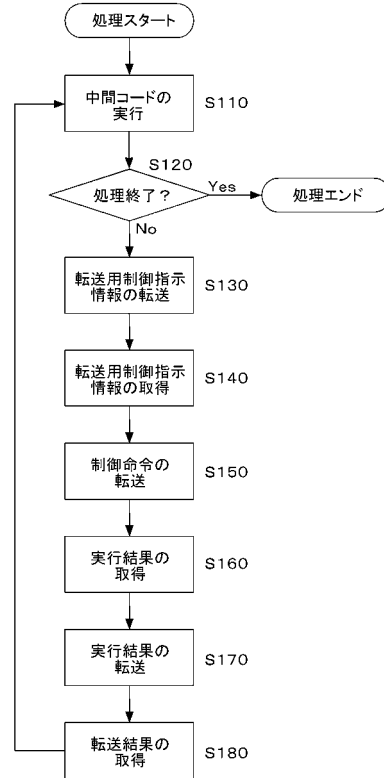 処理スタート
中間コードの
実行
S110
S120
処理終了?
Yes
処理エンド
No
転送用制御指示
情報の転送
S130
転送用制御指示
情報の取得
S140
制御命令の
転送
S150
実行結果の
取得
S160
実行結果の
転送
S170
転送結果の
取得
S180